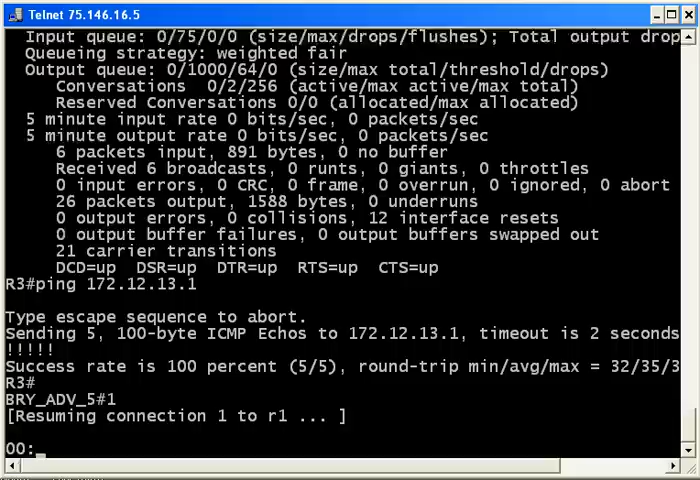 Telnet 75.146.16.5
Input queue: 0/75/0/0 (size/max/drops/flushes); Total output drop
Queueing strategy: weighted fair
Output queue: 0/1000/64/0 (size/max total/threshold/drops)
Conversations  0/2/256 (active/max active/max total)
Reserved Conversations 0/0 (allocated/max allocated)
5 minute input rate 0 bits/sec, 0 packets/sec
5 minute output rate 0 bits/sec, 0 packets/sec
6 packets input, 891 bytes, 0 no buffer
Received 6 broadcasts, 0 runts, 0 giants, 0 throttles
0 input errors, 0 CRC, 0 frame, 0 overrun, 0 ignored, 0 abort
26 packets output, 1588 bytes, 0 underruns
0 output errors, 0 collisions, 12 interface resets
0 output buffer failures, 0 output buffers swapped out
21 carrier transitions
DCD=up  DSR=up  DTR=up  RTS=up  CTS=up
R3#ping 172.12.13.1
Type escape sequence to abort.
Sending 5, 100-byte ICMP Echos to 172.12.13.1, timeout is 2 seconds
!!!!!
Success rate is 100 percent (5/5), round-trip min/avg/max = 32/35/3
R3#
BRY_ADV_5#1
[Resuming connection 1 to r1 ... ]
00:_